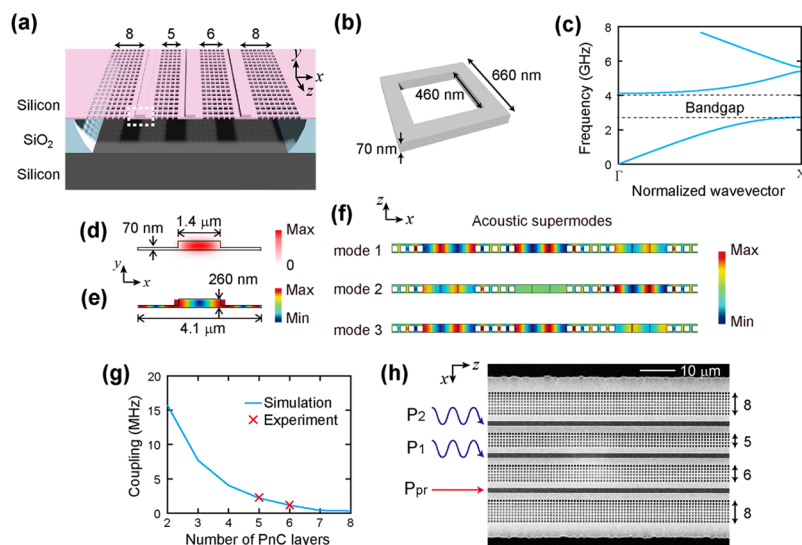 (a)
8
5
6
8
y
x
z
Silicon
SiO2
Silicon
(b)
460 nm
660 nm
70 nm
(c)
Frequency (GHz)
8
6
4
2
0
Bandgap
Γ
X
Normalized wavevector
(d)
70 nm
1.4 μm
Max
0
y
x
(e)
260 nm
Max
Min
4.1 μm
(f)
z
x
Acoustic supermodes
mode 1
mode 2
mode 3
Max
Min
(g)
Coupling (MHz)
20
15
10
5
0
Simulation
Experiment
2 3 4 5 6 7 8
Number of PnC layers
(h)
z
x
10 μm
P2
P1
Ppr
8
5
6
8